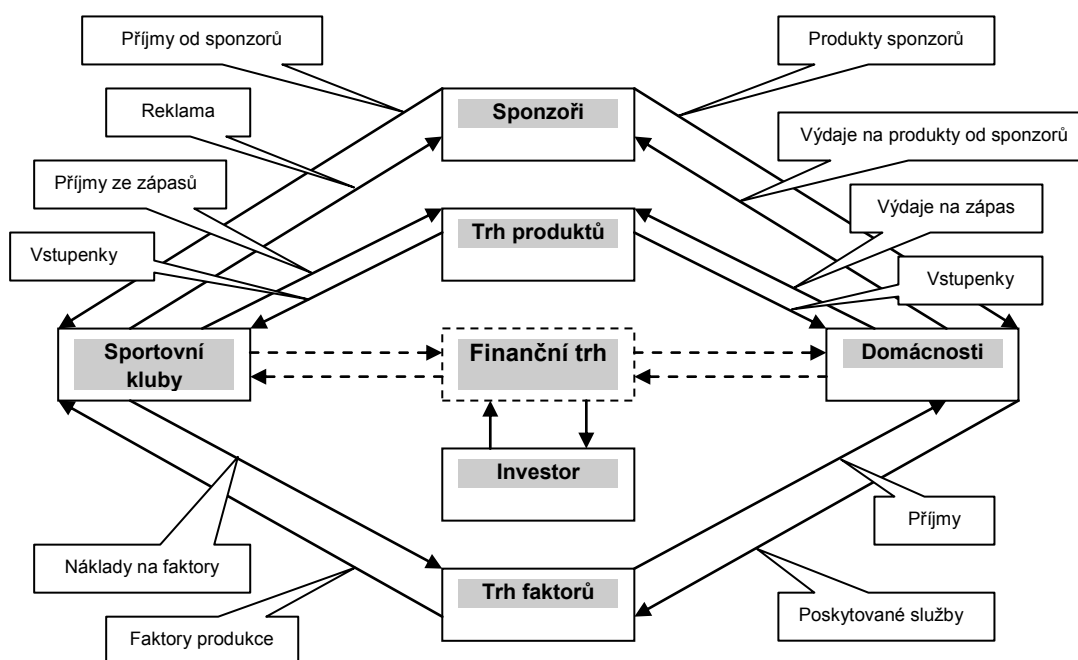 Příjmy od sponzorů
Produkty sponzorů
Reklama
Sponzoři
Výdaje na produkty od sponzorů
Příjmy ze zápasů
Výdaje na zápas
Trh produktů
Vstupenky
Vstupenky
Sportovní
kluby
Finanční trh
Domácnosti
Investor
Příjmy
Náklady na faktory
Trh faktorů
Poskytované služby
Faktory produkce